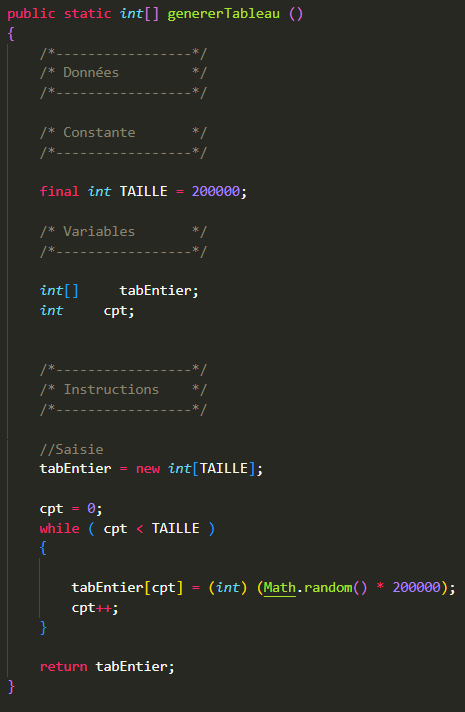 public static int[] genererTableau ()
{
    /*-----------------*/
    /* Données         */
    /*-----------------*/
    /* Constante       */
    /*-----------------*/
    final int TAILLE = 200000;
    /* Variables       */
    /*-----------------*/
    int[]     tabEntier;
    int     cpt;
    /*-----------------*/
    /* Instructions    */
    /*-----------------*/
    //Saisie
    tabEntier = new int[TAILLE];
    cpt = 0;
    while ( cpt < TAILLE )
    {
        tabEntier[cpt] = (int) (Math.random() * 200000);
        cpt++;
    }
    return tabEntier;
}